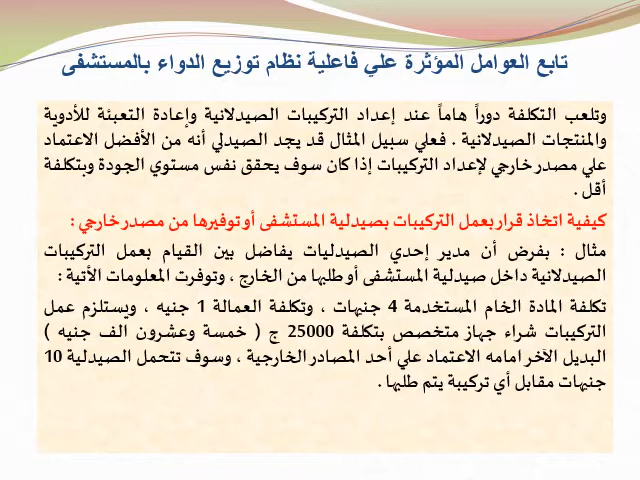 تابع العوامل المؤثرة علي فاعلية نظام توزيع الدواء بالمستشفى
وتلعب التكلفة دوراً هاماً عند إعداد التركيبات الصيدلانية وإعادة التعبئة للأدوية
والمنتجات الصيدلانية . فعلي سبيل المثال قد يجد الصيدلي أنه من الأفضل الاعتماد
علي مصدر خارجي لإعداد التركيبات إذا كان سوف يحقق نفس مستوي الجودة وبتكلفة
أقل .
كيفية اتخاذ قرار بعمل التركيبات بصيدلية المستشفى أو توفيرها من مصدر خارجي :
مثال : بفرض أن مدير إحدي الصيدليات يفاضل بين القيام بعمل التركيبات
الصيدلانية داخل صيدلية المستشفى أو طلبها من الخارج ، وتوفرت المعلومات الأتية :
تكلفة المادة الخام المستخدمة 4 جنيهات ، وتكلفة العمالة 1 جنيه ، ويستلزم عمل
التركيبات شراء جهاز متخصص بتكلفة 25000 ج ( خمسة وعشرون الف جنيه )
البديل الآخر امامه الاعتماد علي أحد المصادر الخارجية ، وسوف تتحمل الصيدلية 10
جنيهات مقابل أي تركيبة يتم طلبها .